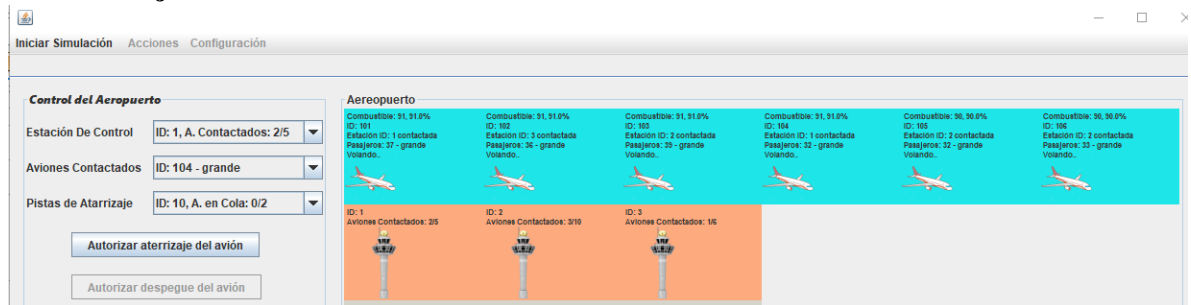 Iniciar Simulación Acciones Configuración
Control del Aeropuerto
Estación De Control ID: 1, A. Contactados: 2/5
Aviones Contactados ID: 104 - grande
Pistas de Atarrizaje ID: 10, A. en Cola: 0/2
Autorizar aterrizaje del avión
Autorizar despegue del avión
Aereopuerto
Combustible: 91, 91.0%
ID: 101
Estación ID: 1 contactada
Pasajeros: 37 - grande
Volando..
Combustible: 91, 91.0%
ID: 102
Estación ID: 3 contactada
Pasajeros: 36 - grande
Volando..
Combustible: 91, 91.0%
ID: 103
Estación ID: 2 contactada
Pasajeros: 39 - grande
Volando..
Combustible: 91, 91.0%
ID: 104
Estación ID: 1 contactada
Pasajeros: 32 - grande
Volando..
Combustible: 90, 90.0%
ID: 105
Estación ID: 2 contactada
Pasajeros: 32 - grande
Volando..
Combustible: 90, 90.0%
ID: 106
Estación ID: 2 contactada
Pasajeros: 33 - grande
Volando..
ID: 1
Aviones Contactados: 2/5
ID: 2
Aviones Contactados: 3/10
ID: 3
Aviones Contactados: 1/6